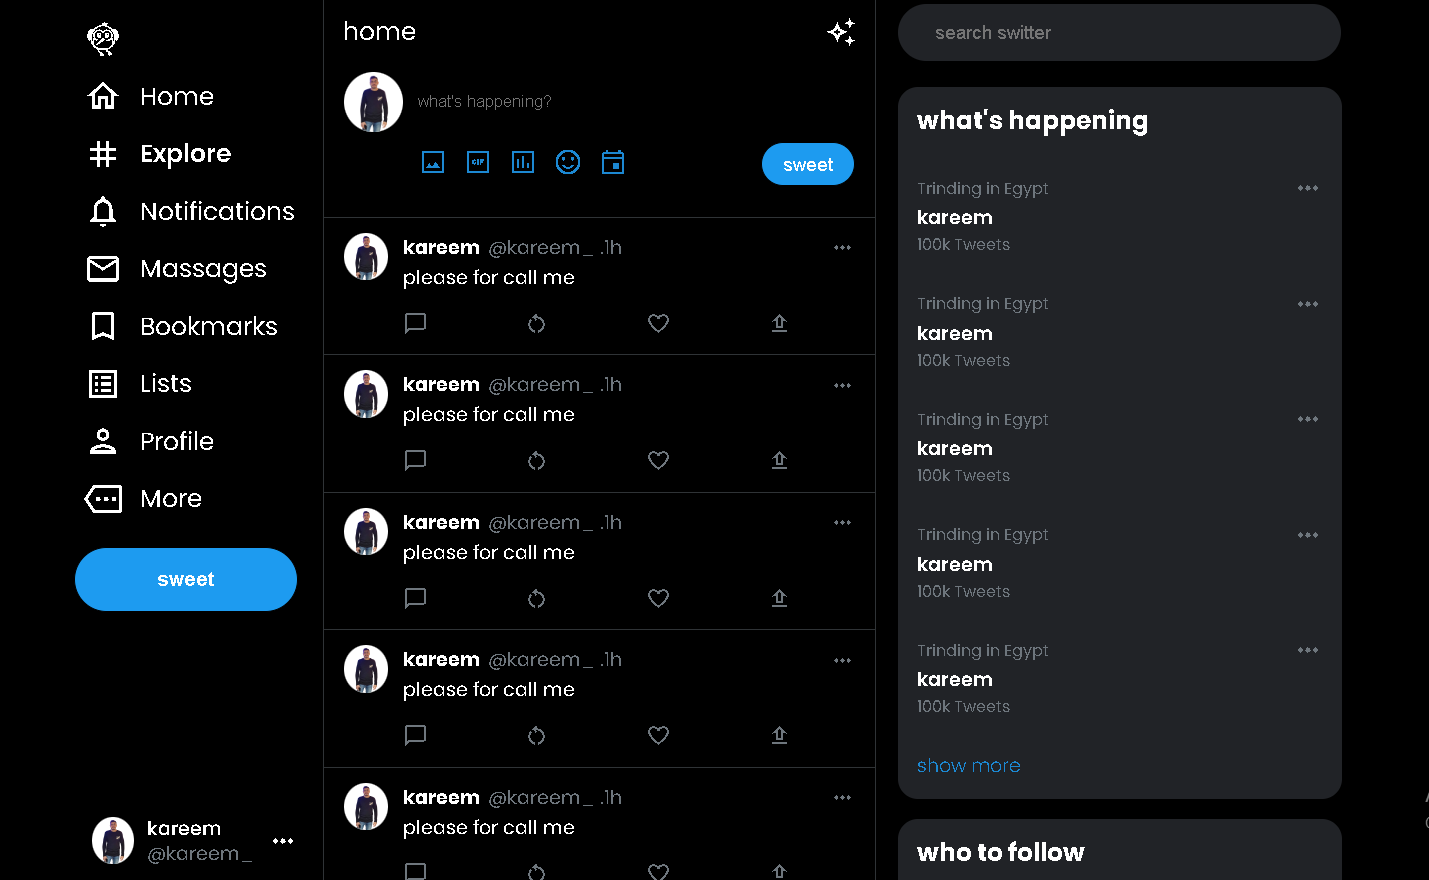 Home
Explore
Notifications
Massages
Bookmarks
Lists
Profile
More
sweet
kareem
@kareem_
home
what's happening?
GIF
sweet
kareem @kareem_ .1h
please for call me
kareem @kareem_ .1h
please for call me
kareem @kareem_ .1h
please for call me
kareem @kareem_ .1h
please for call me
kareem @kareem_ .1h
please for call me
search switter
what's happening
Trinding in Egypt
kareem
100k Tweets
Trinding in Egypt
kareem
100k Tweets
Trinding in Egypt
kareem
100k Tweets
Trinding in Egypt
kareem
100k Tweets
Trinding in Egypt
kareem
100k Tweets
show more
who to follow